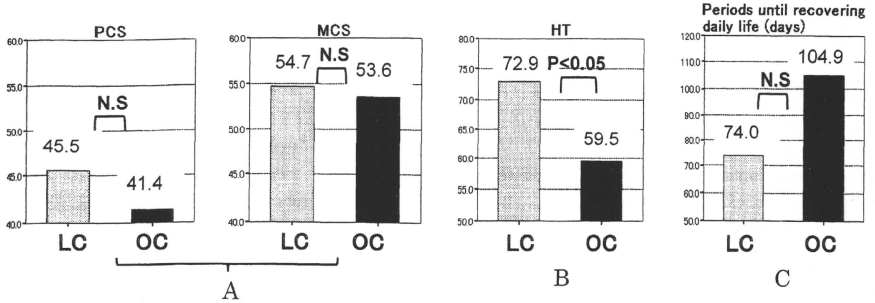 PCS
60.0
55.0
50.0
45.0
40.0
N.S
45.5
41.4
LC OC
MCS
60.0
55.0
50.0
45.0
40.0
54.7 N.S 53.6
LC OC
A
HT
80.0
75.0
70.0
65.0
60.0
55.0
50.0
72.9 P<0.05
59.5
LC OC
B
Periods until recovering
daily life (days)
120.0
110.0
100.0
90.0
80.0
70.0
60.0
50.0
104.9
N.S
74.0
LC OC
C